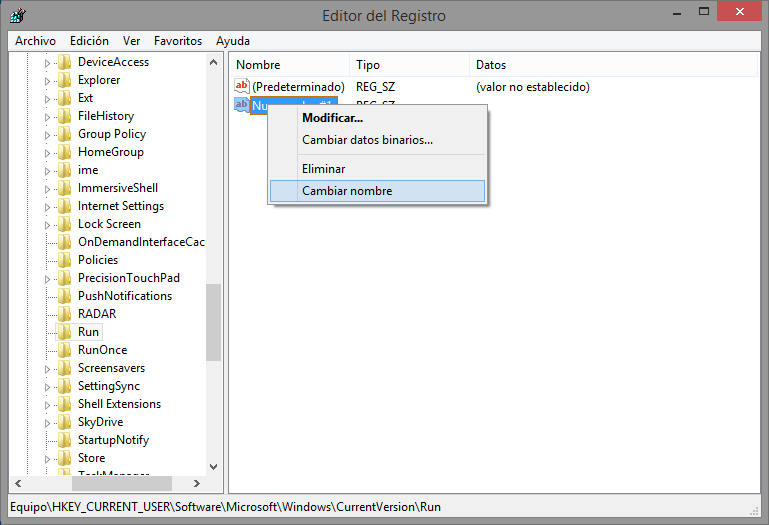 Editor del Registro
Archivo Edición Ver Favoritos Ayuda
DeviceAccess
Explorer
Ext
FileHistory
Group Policy
HomeGroup
ime
ImmersiveShell
Internet Settings
Lock Screen
OnDemandInterfaceCac
Policies
PrecisionTouchPad
PushNotifications
RADAR
Run
RunOnce
Screensavers
SettingSync
Shell Extensions
SkyDrive
StartupNotify
Store
TaskManager
Nombre Tipo Datos
ab (Predeterminado) REG_SZ (valor no establecido)
ab #1 REG_SZ
Modificar...
Cambiar datos binarios...
Eliminar
Cambiar nombre
Equipo\HKEY_CURRENT_USER\Software\Microsoft\Windows\CurrentVersion\Run